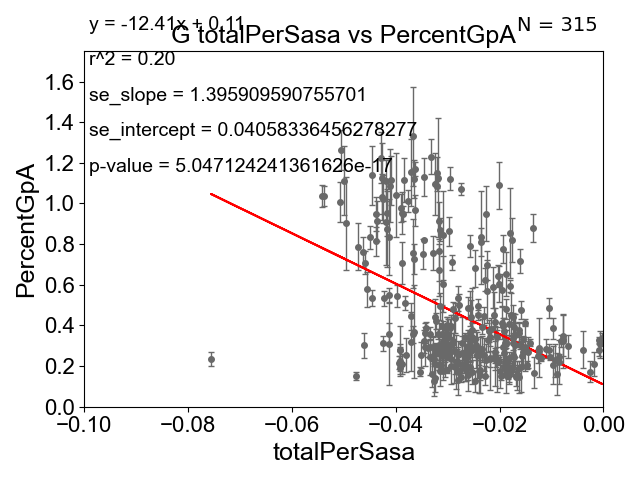 y = -12.41x + 0.11
N = 315
G totalPerSasa vs PercentGpA
r^2 = 0.20
se_slope = 1.395909590755701
se_intercept = 0.04058336456278277
p-value = 5.047124241361626e-17
PercentGpA
1.6
1.4
1.2
1.0
0.8
0.6
0.4
0.2
0.0
−0.10
−0.08
−0.06
−0.04
−0.02
0.00
totalPerSasa